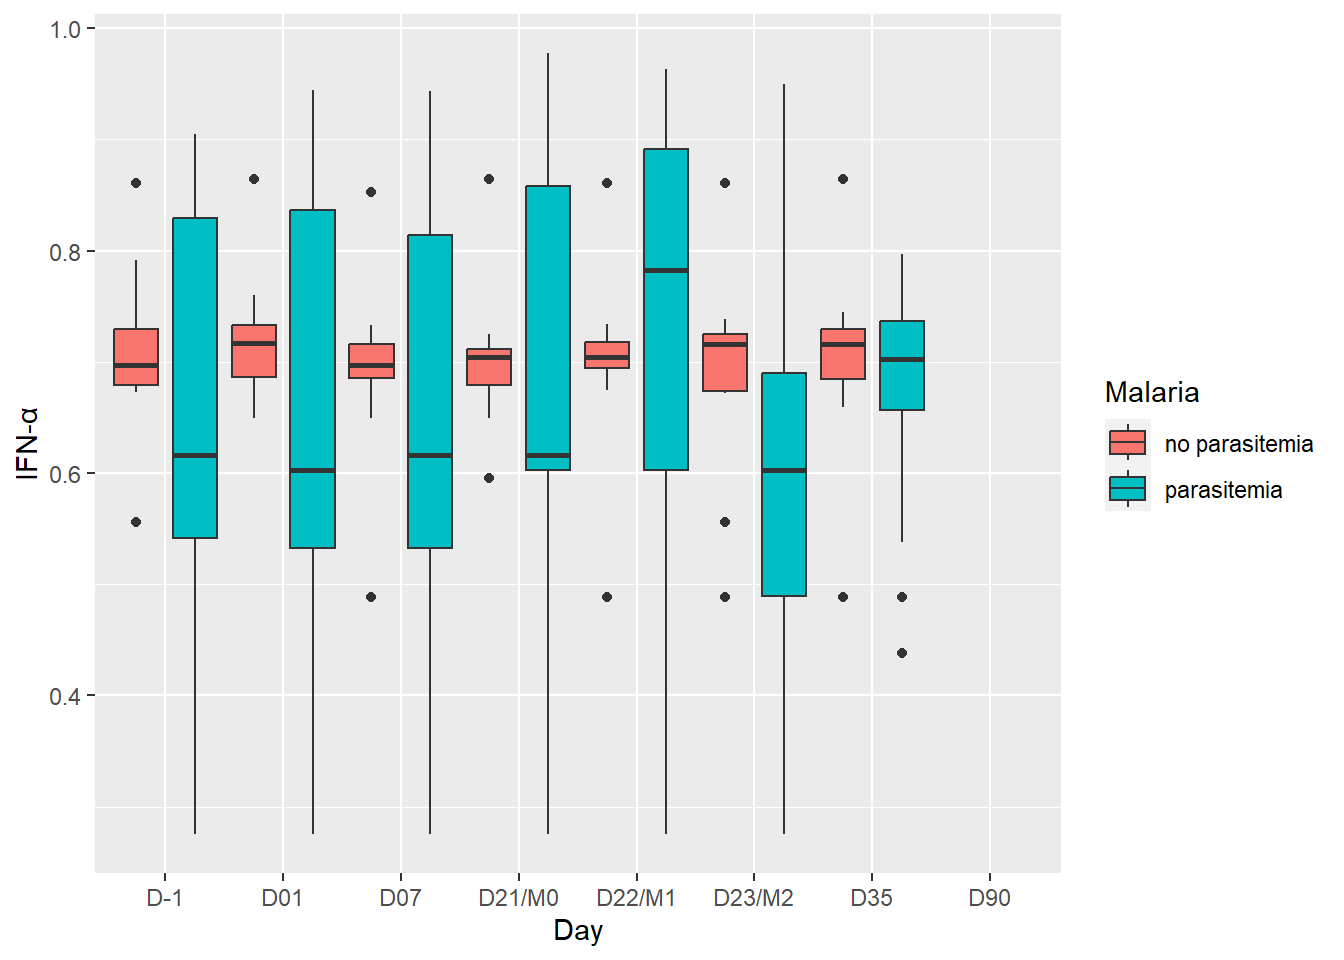 1.0
0.8
0.6
0.4
IFN-α
D-1 D01 D07 D21/M0 D22/M1 D23/M2 D35 D90
Day
Malaria
no parasitemia
parasitemia